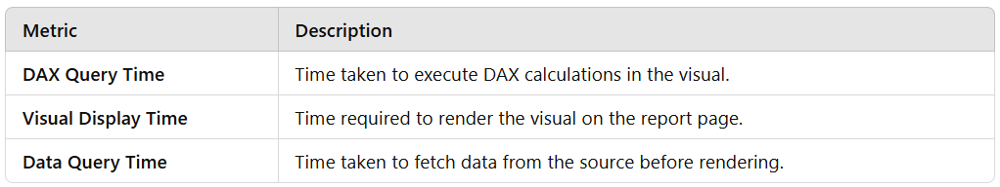 Metric Description
DAX Query Time Time taken to execute DAX calculations in the visual.
Visual Display Time Time required to render the visual on the report page.
Data Query Time Time taken to fetch data from the source before rendering.